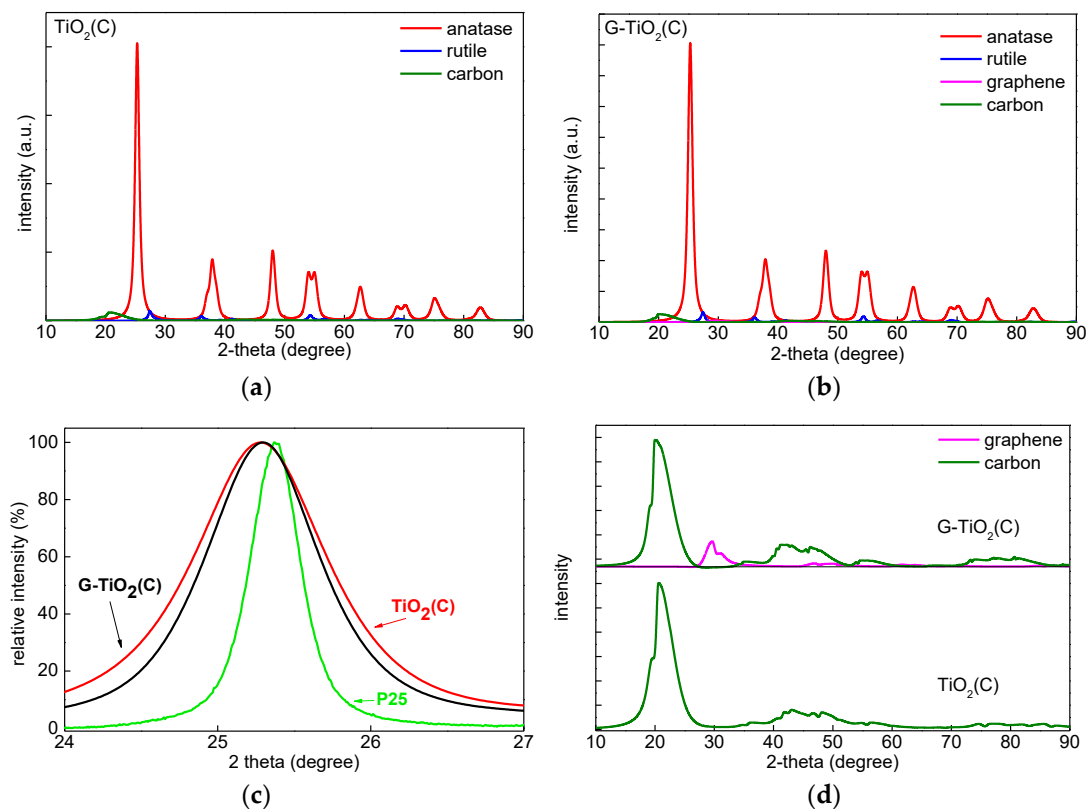 TiO₂(C)
anatase
rutile
carbon
intensity (a.u.)
10 20 30 40 50 60 70 80 90
2-theta (degree)
(a)
G-TiO₂(C)
anatase
rutile
graphene
carbon
intensity (a.u.)
10 20 30 40 50 60 70 80 90
2-theta (degree)
(b)
100
80
60
40
20
0
relative intensity (%)
G-TiO₂(C)
TiO₂(C)
P25
24 25 26 27
2 theta (degree)
(c)
graphene
carbon
G-TiO₂(C)
intensity
TiO₂(C)
10 20 30 40 50 60 70 80 90
2-theta (degree)
(d)